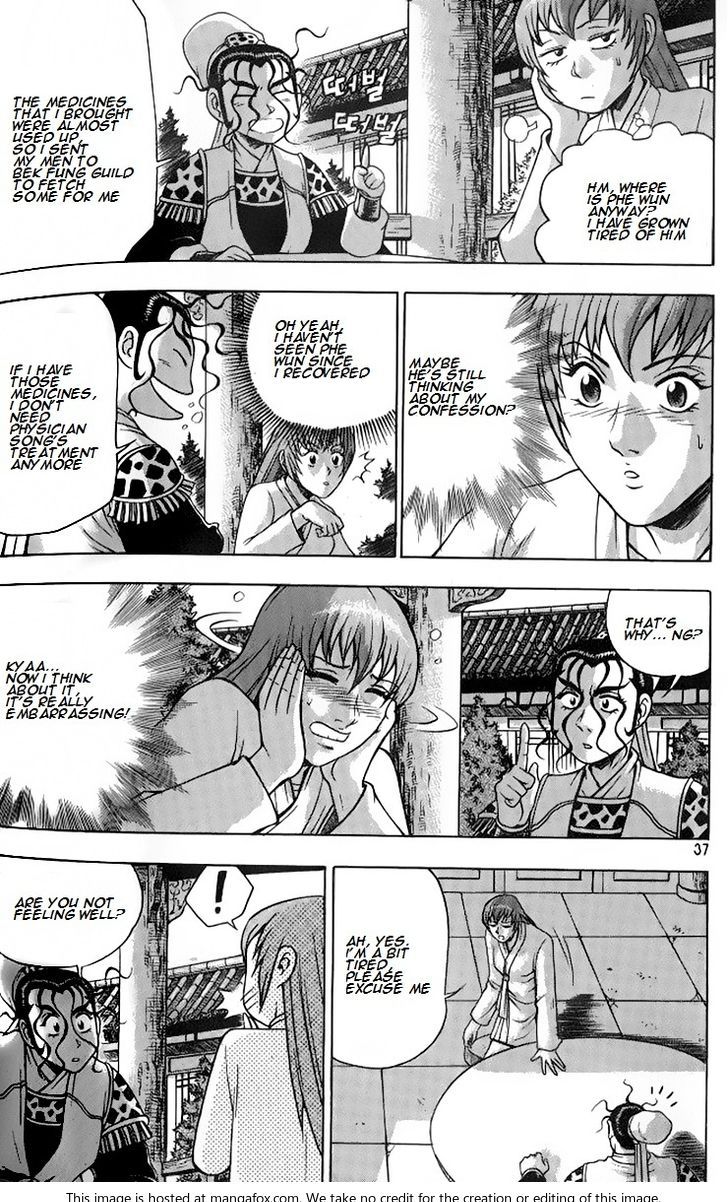 THE MEDICINES
THAT I BROUGHT
WERE ALMOST
USED UP,
SO I SENT
MY MEN TO
BEK FUNG GUILD
TO FETCH
SOME FOR ME
떠벌
떠벌
HM, WHERE
IS PHE WUN
ANYWAY?
I HAVE GROWN
TIRED OF HIM
IF I HAVE
THOSE
MEDICINES,
I DON'T
NEED
PHYSICIAN
SONG'S
TREATMENT
ANYMORE
OH YEAH,
I HAVEN'T
SEEN PHE
WUN SINCE
I RECOVERED
MAYBE
HE'S STILL
THINKING
ABOUT MY
CONFESSION?
KYAA...
NOW I THINK
ABOUT IT,
IT'S REALLY
EMBARRASSING!
THAT'S
WHY... NG?
37
ARE YOU NOT
FEELING WELL?
!
AH, YES.
I'M A BIT
TIRED.
PLEASE
EXCUSE ME
This image is hosted at mangafox.com. We take no credit for the creation or editing of this image.